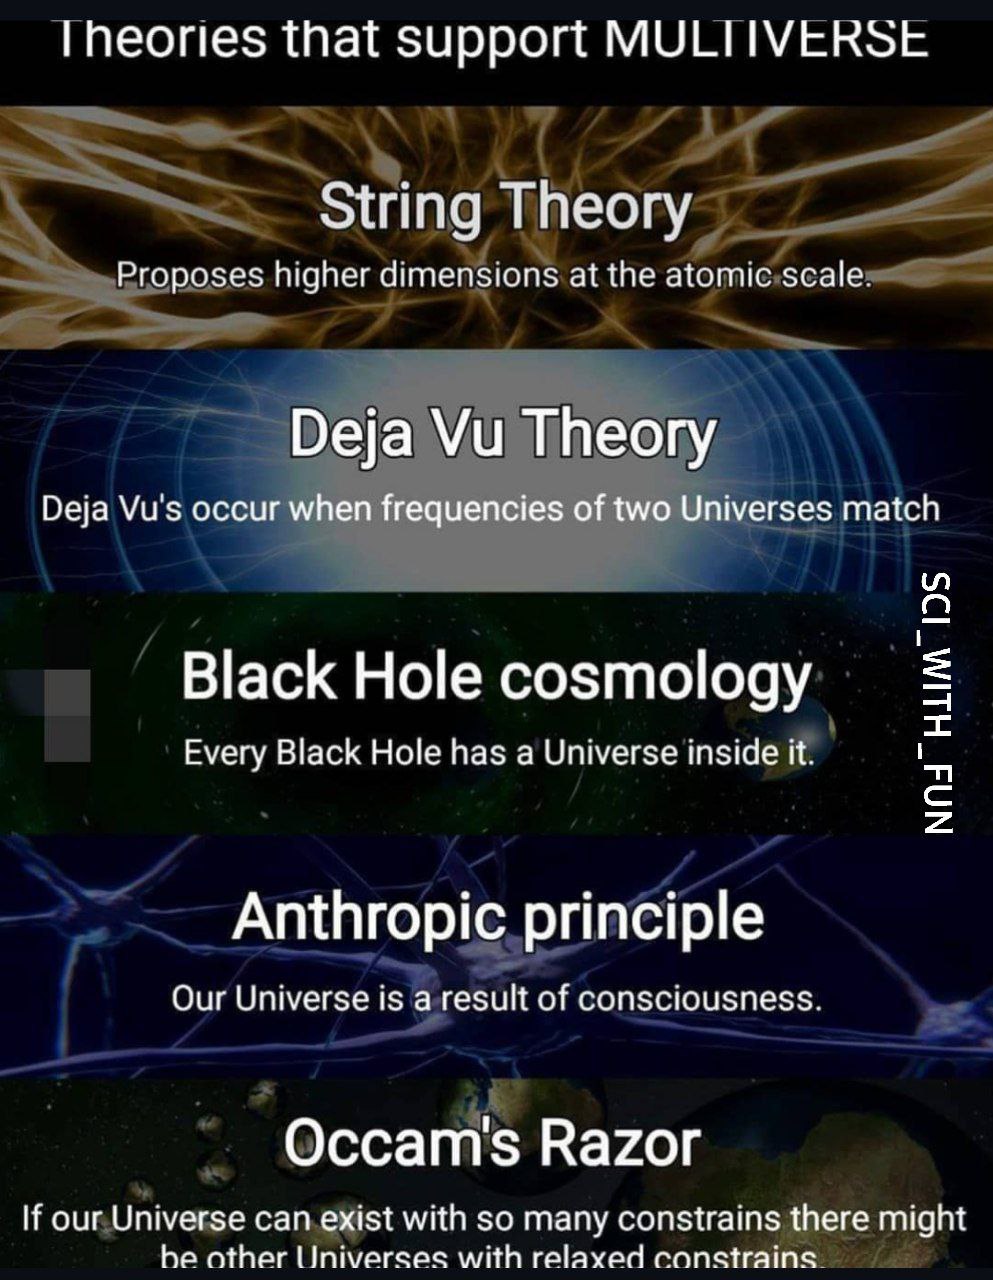 Theories that support MULTIVERSE
String Theory
Proposes higher dimensions at the atomic scale.
Deja Vu Theory
Deja Vu's occur when frequencies of two Universes match
Black Hole cosmology
Every Black Hole has a Universe inside it.
SCI_WITH_FUN
Anthropic principle
Our Universe is a result of consciousness.
Occam's Razor
If our Universe can exist with so many constrains there might
be other Universes with relaxed constrains.